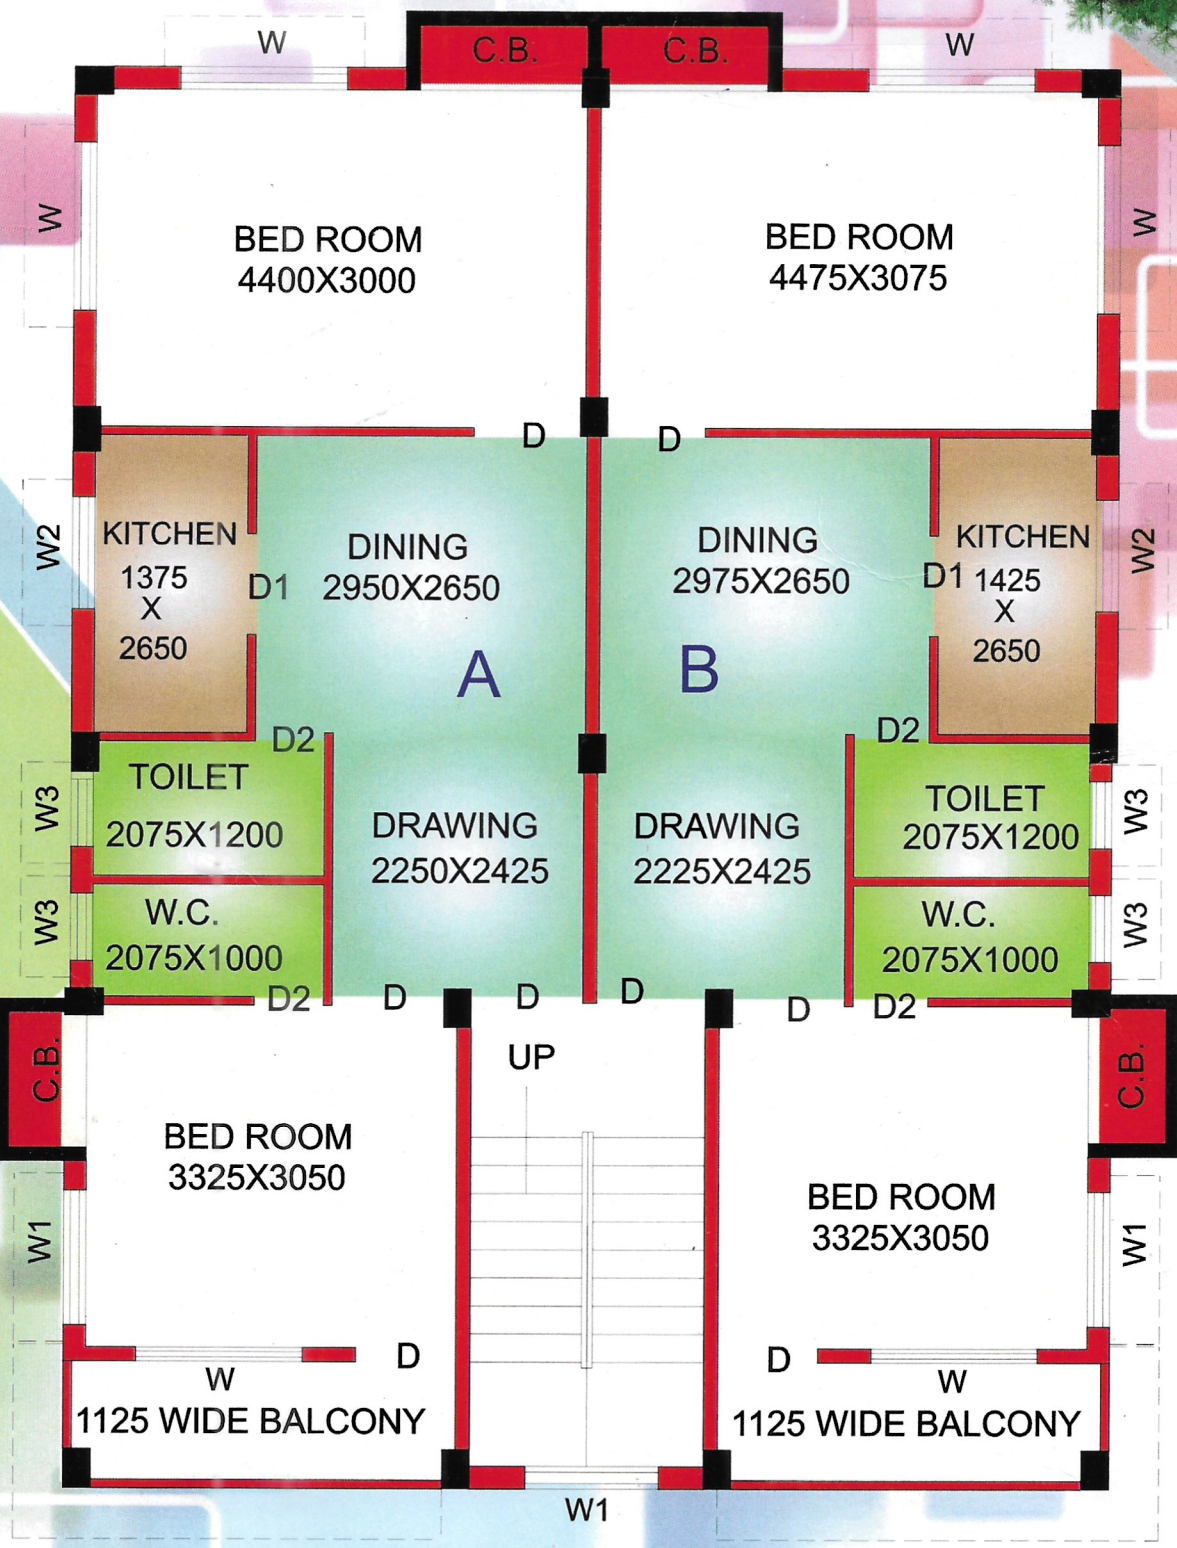 W
C.B.
C.B.
W
W
BED ROOM
4400X3000
BED ROOM
4475X3075
W
D
D
W2
KITCHEN
1375
X
2650
D1
DINING
2950X2650
DINING
2975X2650
D1
KITCHEN
1425
X
2650
W2
A
B
D2
D2
W3
TOILET
2075X1200
DRAWING
2250X2425
DRAWING
2225X2425
TOILET
2075X1200
W3
W3
W.C.
2075X1000
W.C.
2075X1000
W3
D2
D
D
D
D
D2
C.B.
UP
C.B.
BED ROOM
3325X3050
BED ROOM
3325X3050
W1
W1
D
D
W
W
1125 WIDE BALCONY
1125 WIDE BALCONY
W1